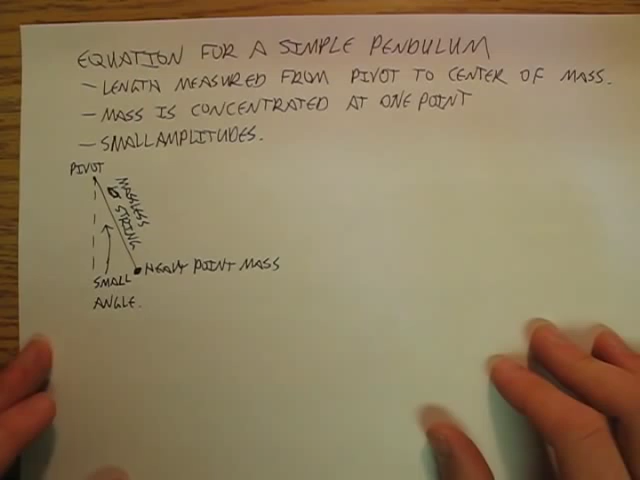 EQUATION FOR A SIMPLE PENDULUM
- LENGTH MEASURED FROM PIVOT TO CENTER OF MASS.
- MASS IS CONCENTRATED AT ONE POINT
- SMALL AMPLITUDES.
PIVOT
MASSLESS
STRING
HEAVY POINT MASS
SMALL
ANGLE.